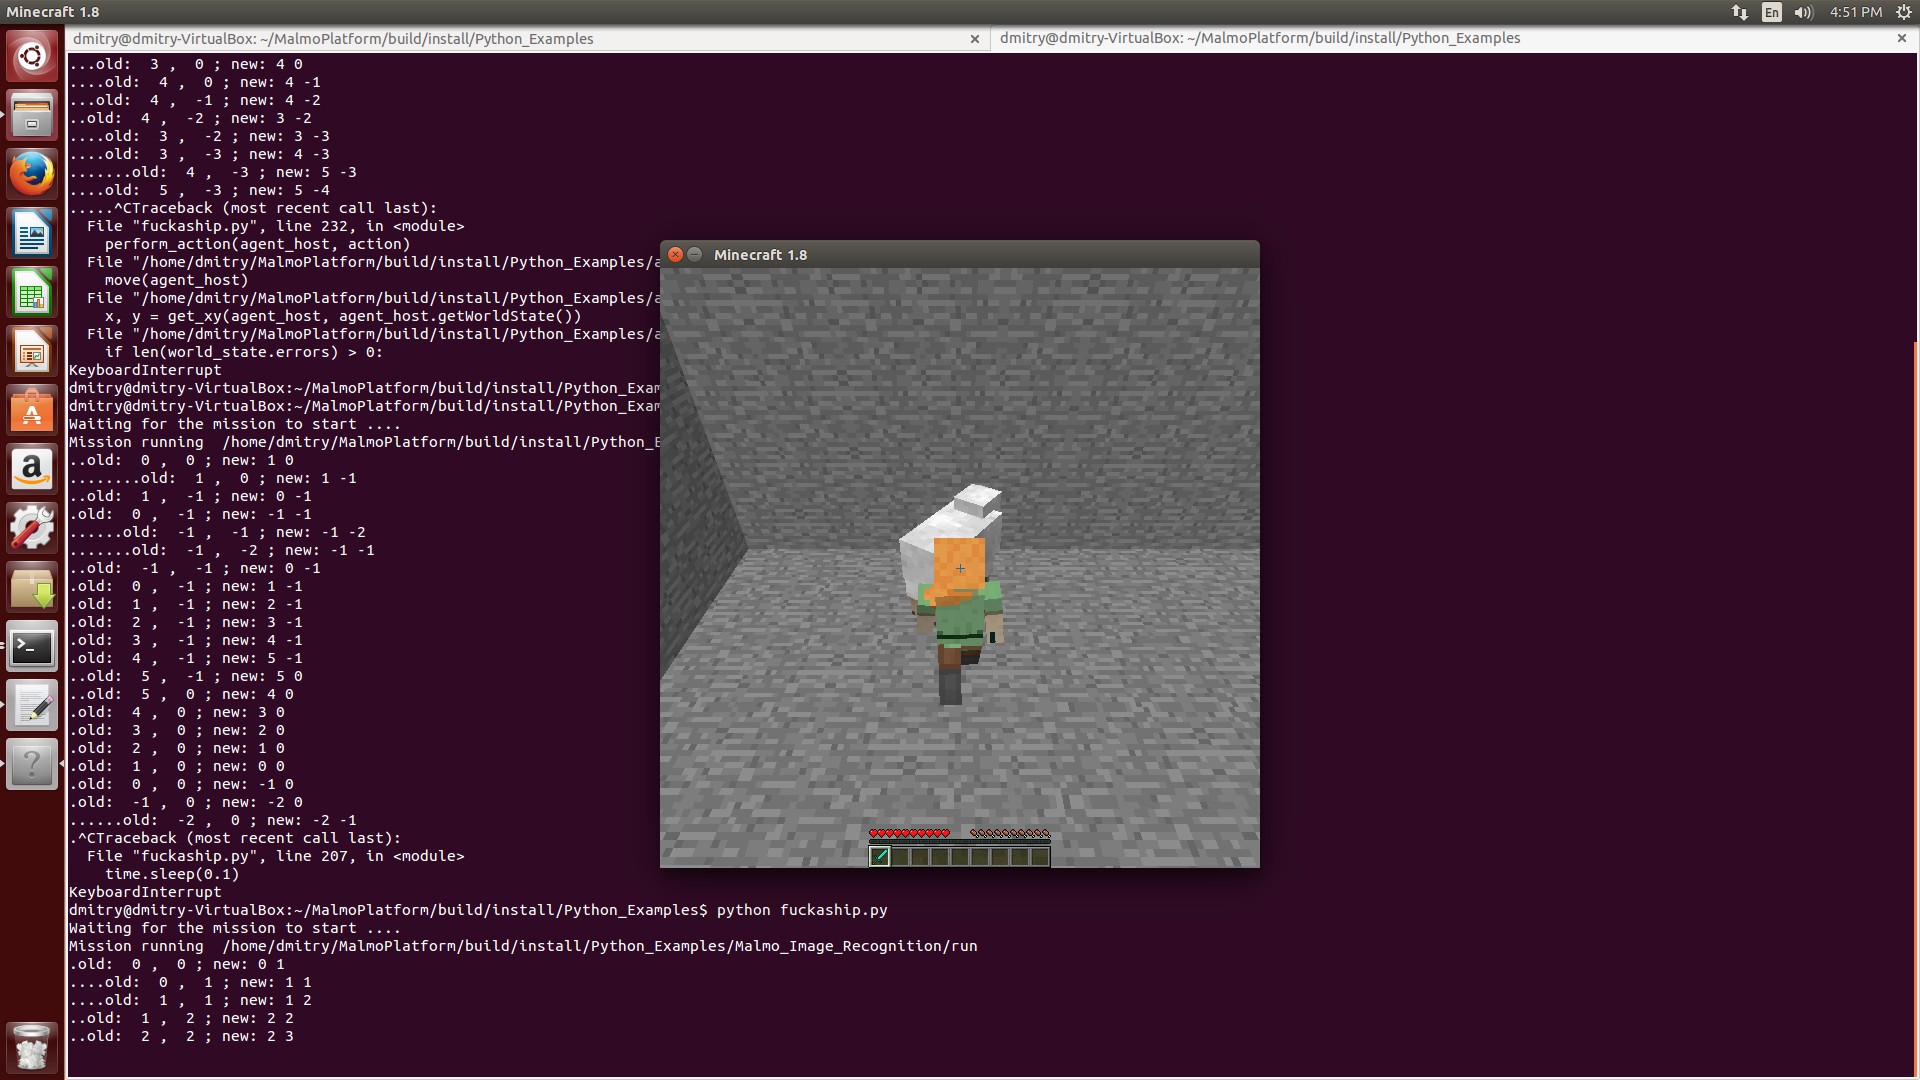 Minecraft 1.8
En
4:51 PM
dmitry@dmitry-VirtualBox: ~/MalmoPlatform/build/install/Python_Examples
dmitry@dmitry-VirtualBox: ~/MalmoPlatform/build/install/Python_Examples
...old:  3 ,  0 ; new: 4 0
....old:  4 ,  0 ; new: 4 -1
...old:  4 ,  -1 ; new: 4 -2
..old:  4 ,  -2 ; new: 3 -2
....old:  3 ,  -2 ; new: 3 -3
....old:  3 ,  -3 ; new: 4 -3
.......old:  4 ,  -3 ; new: 5 -3
....old:  5 ,  -3 ; new: 5 -4
.....^CTraceback (most recent call last):
  File "fuckaship.py", line 232, in <module>
    perform_action(agent_host, action)
  File "/home/dmitry/MalmoPlatform/build/install/Python_Examples/a
    move(agent_host)
  File "/home/dmitry/MalmoPlatform/build/install/Python_Examples/a
    x, y = get_xy(agent_host, agent_host.getWorldState())
  File "/home/dmitry/MalmoPlatform/build/install/Python_Examples/a
    if len(world_state.errors) > 0:
KeyboardInterrupt
dmitry@dmitry-VirtualBox:~/MalmoPlatform/build/install/Python_Exam
dmitry@dmitry-VirtualBox:~/MalmoPlatform/build/install/Python_Exam
Waiting for the mission to start ....
Mission running  /home/dmitry/MalmoPlatform/build/install/Python_E
..old:  0 ,  0 ; new: 1 0
........old:  1 ,  0 ; new: 1 -1
..old:  1 ,  -1 ; new: 0 -1
.old:  0 ,  -1 ; new: -1 -1
......old:  -1 ,  -1 ; new: -1 -2
.......old:  -1 ,  -2 ; new: -1 -1
..old:  -1 ,  -1 ; new: 0 -1
.old:  0 ,  -1 ; new: 1 -1
.old:  1 ,  -1 ; new: 2 -1
.old:  2 ,  -1 ; new: 3 -1
.old:  3 ,  -1 ; new: 4 -1
.old:  4 ,  -1 ; new: 5 -1
..old:  5 ,  -1 ; new: 5 0
..old:  5 ,  0 ; new: 4 0
.old:  4 ,  0 ; new: 3 0
.old:  3 ,  0 ; new: 2 0
.old:  2 ,  0 ; new: 1 0
.old:  1 ,  0 ; new: 0 0
.old:  0 ,  0 ; new: -1 0
.old:  -1 ,  0 ; new: -2 0
......old:  -2 ,  0 ; new: -2 -1
.^CTraceback (most recent call last):
  File "fuckaship.py", line 207, in <module>
    time.sleep(0.1)
KeyboardInterrupt
dmitry@dmitry-VirtualBox:~/MalmoPlatform/build/install/Python_Examples$ python fuckaship.py
Waiting for the mission to start ....
Mission running  /home/dmitry/MalmoPlatform/build/install/Python_Examples/Malmo_Image_Recognition/run
.old:  0 ,  0 ; new: 0 1
....old:  0 ,  1 ; new: 1 1
....old:  1 ,  1 ; new: 1 2
..old:  1 ,  2 ; new: 2 2
..old:  2 ,  2 ; new: 2 3
Minecraft 1.8